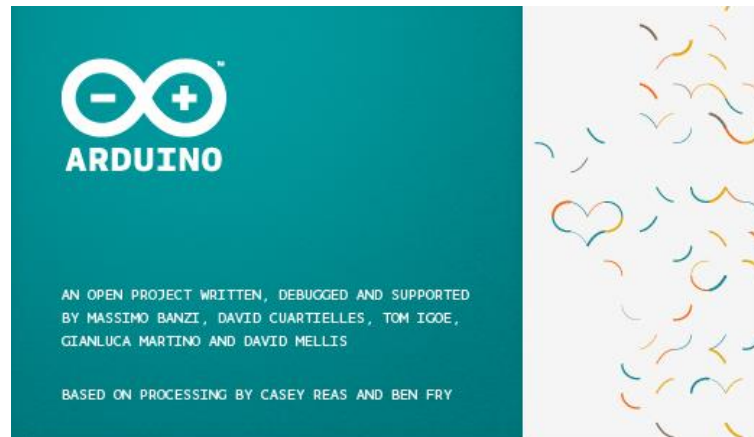 ARDUINO
AN OPEN PROJECT WRITTEN, DEBUGGED AND SUPPORTED
BY MASSIMO BANZI, DAVID CUARTIELLES, TOM IGOE,
GIANLUCA MARTINO AND DAVID MELLIS
BASED ON PROCESSING BY CASEY REAS AND BEN FRY